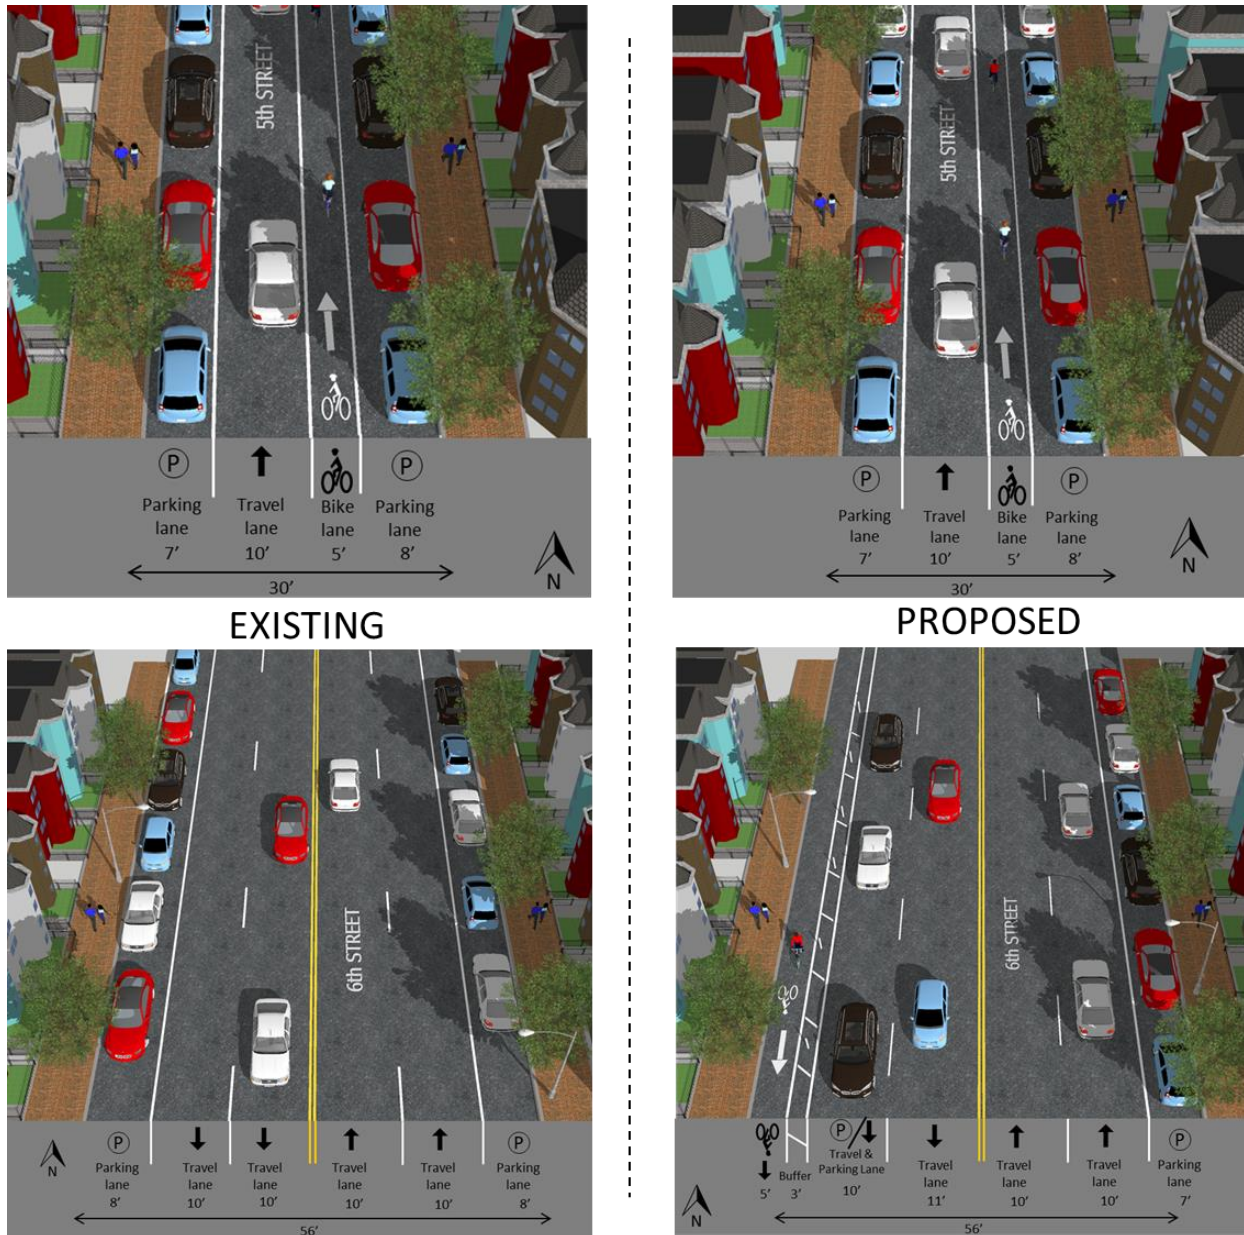 5th STREET
P P
Parking lane Travel lane Bike lane Parking lane
7’ 10’ 5’ 8’
30’
N
5th STREET
P P
Parking lane Travel lane Bike lane Parking lane
7’ 10’ 5’ 8’
30’
N
EXISTING
PROPOSED
6th STREET
P P
Parking lane Travel lane Travel lane Travel lane Travel lane Parking lane
8’ 10’ 10’ 10’ 10’ 8’
N
56’
6th STREET
P P
Buffer Travel & Parking Lane Travel lane Travel lane Travel lane Parking lane
5’ 3’ 10’ 11’ 10’ 10’ 7’
N
56’